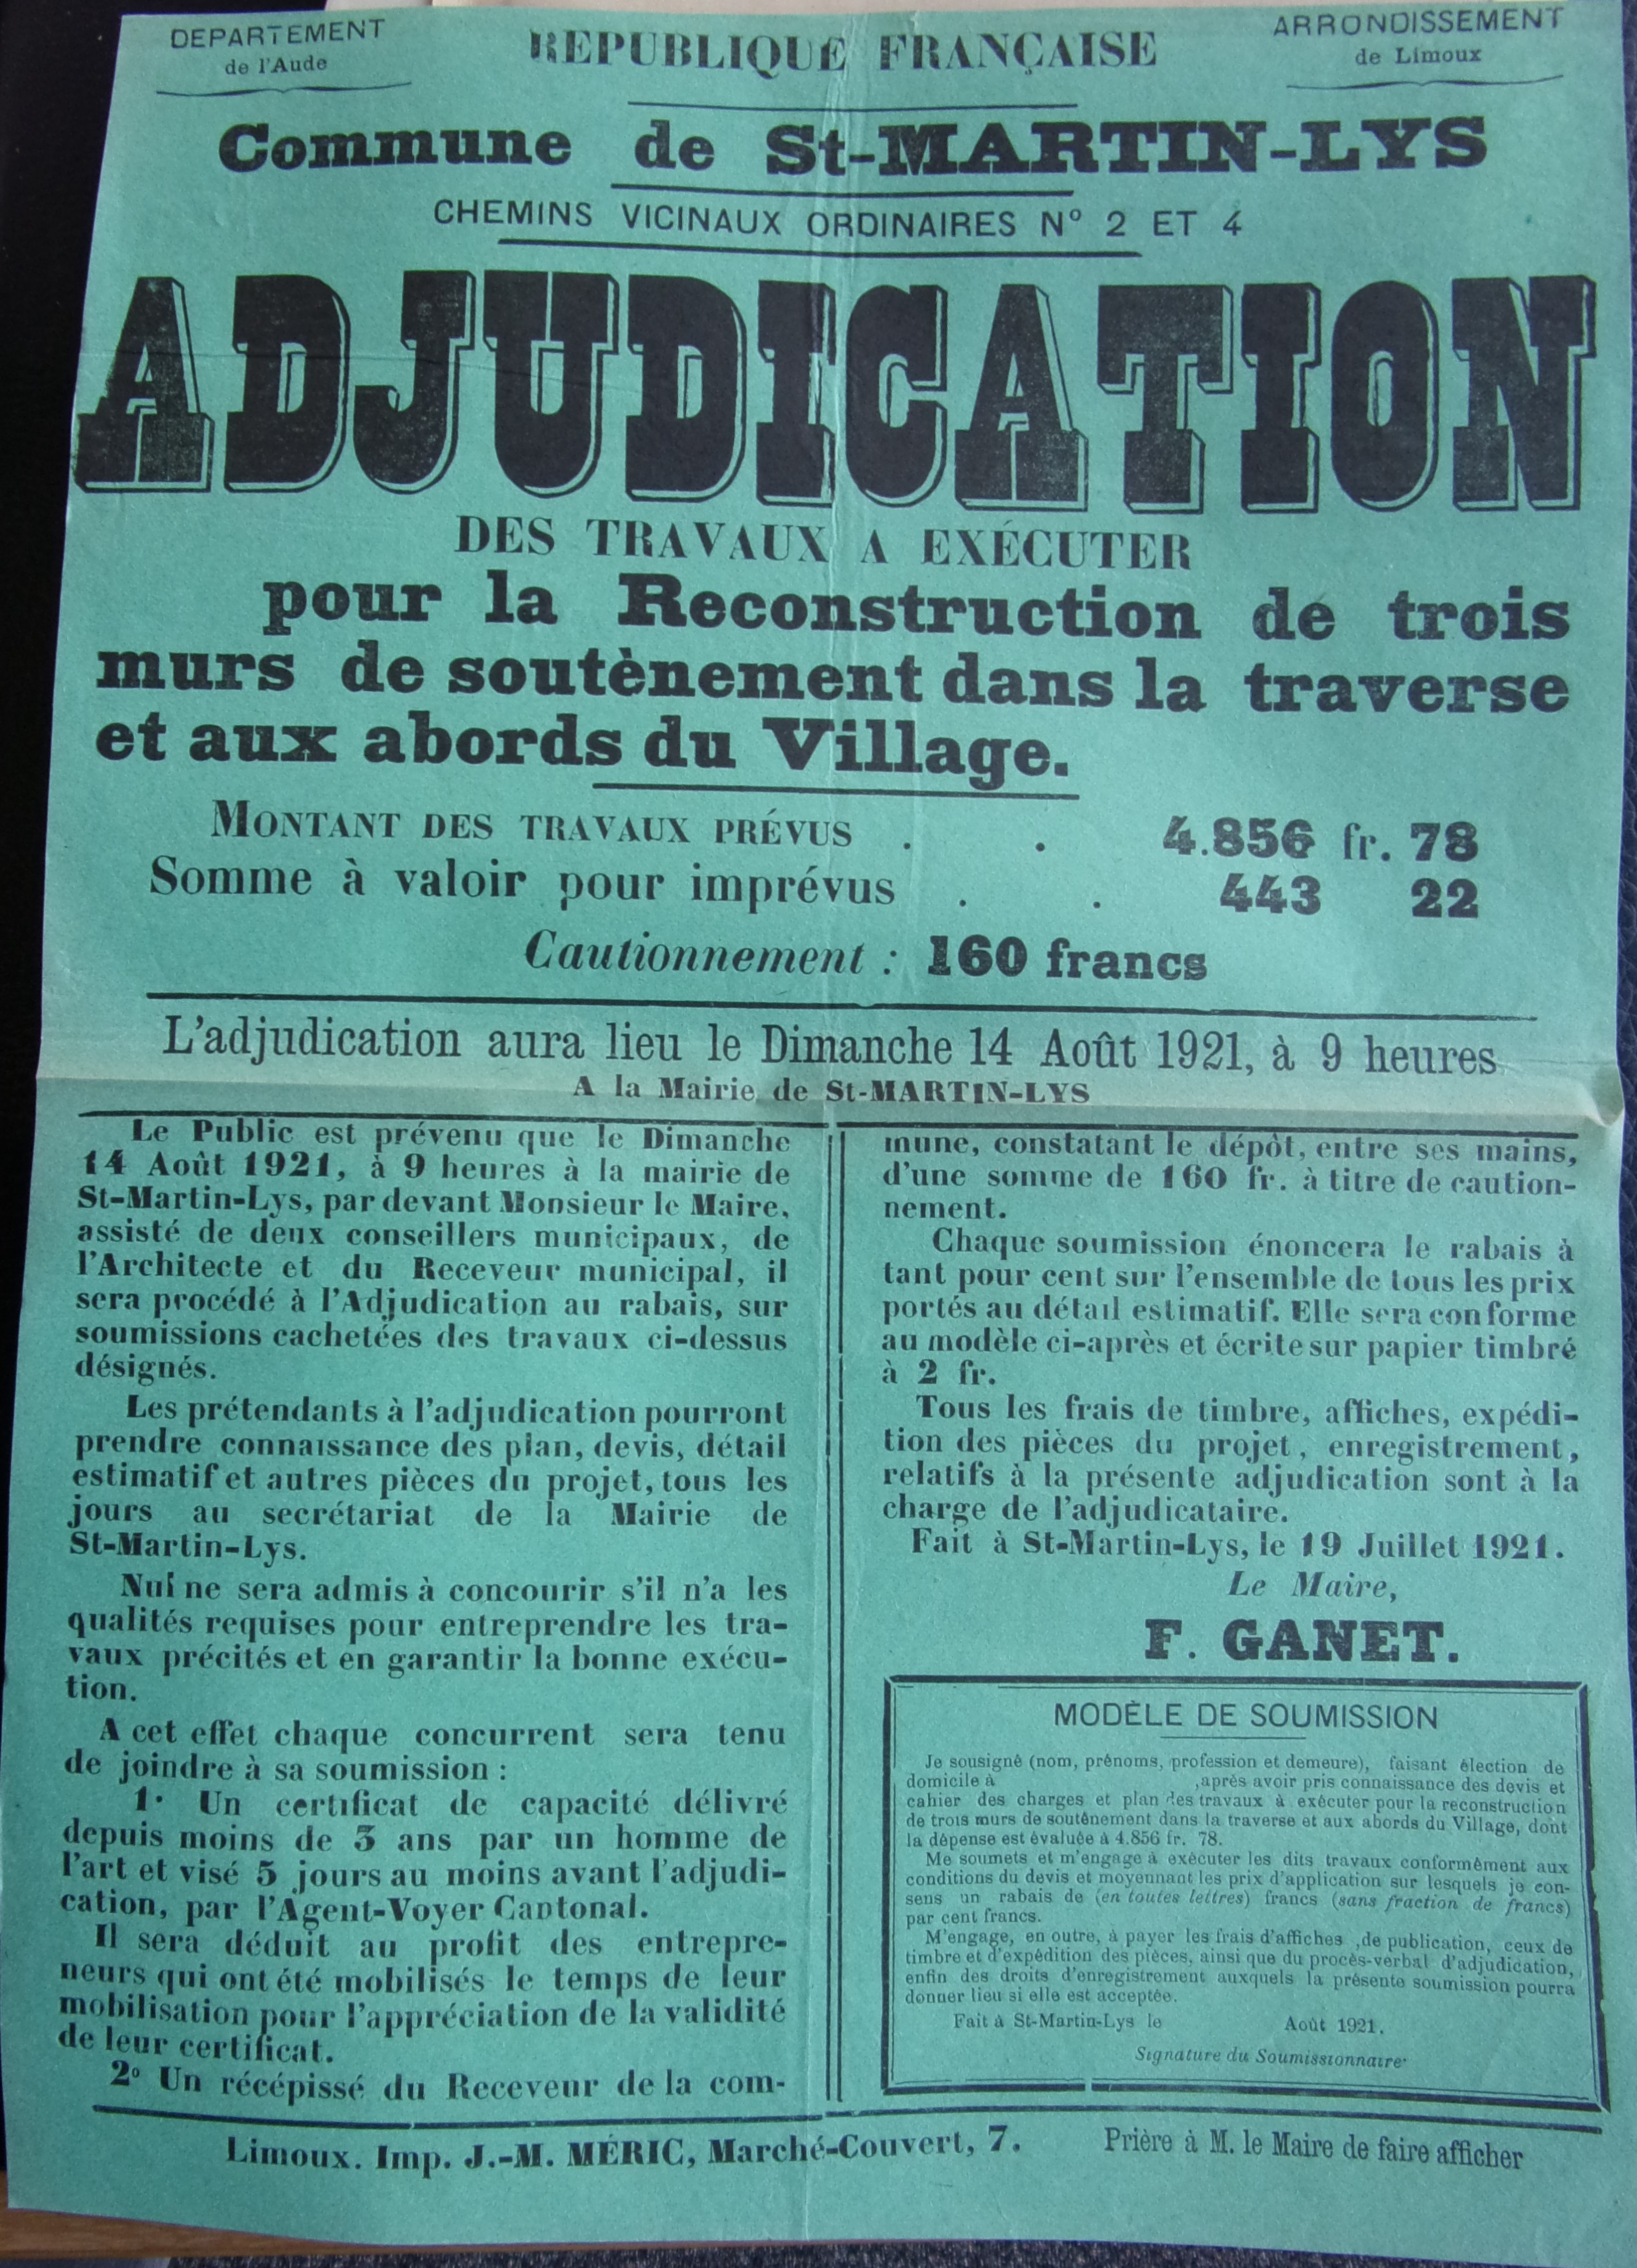 DEPARTEMENT
de l'Aude
REPUBLIQUE FRANÇAISE
ARRONDISSEMENT
de Limoux
Commune de St-MARTIN-LYS
CHEMINS VICINAUX ORDINAIRES Nº 2 ET 4
ADJUDICATION
DES TRAVAUX A EXÉCUTER
pour la Reconstruction de trois
murs de soutènement dans la traverse
et aux abords du Village.
MONTANT DES TRAVAUX PRÉVUS . . 4.856 fr. 78
Somme à valoir pour imprévus . . 443 22
Cautionnement : 160 francs
L'adjudication aura lieu le Dimanche 14 Août 1921, à 9 heures
A la Mairie de St-MARTIN-LYS
Le Public est prévenu que le Dimanche
14 Août 1921, à 9 heures à la mairie de
St-Martin-Lys, par devant Monsieur le Maire,
assisté de deux conseillers municipaux, de
l'Architecte et du Receveur municipal, il
sera procédé à l'Adjudication au rabais, sur
soumissions cachetées des travaux ci-dessus
désignés.
Les prétendants à l'adjudication pourront
prendre connaissance des plan, devis, détail
estimatif et autres pièces du projet, tous les
jours au secrétariat de la Mairie de
St-Martin-Lys.
Nul ne sera admis à concourir s'il n'a les
qualités requises pour entreprendre les tra-
vaux précités et en garantir la bonne exécu-
tion.
A cet effet chaque concurrent sera tenu
de joindre à sa soumission :
1· Un certificat de capacité délivré
depuis moins de 3 ans par un homme de
l'art et visé 5 jours au moins avant l'adjudi-
cation, par l'Agent-Voyer Cantonal.
Il sera déduit au profit des entrepre-
neurs qui ont été mobilisés le temps de leur
mobilisation pour l'appréciation de la validité
de leur certificat.
2º Un récépissé du Receveur de la com-
mune, constatant le dépôt, entre ses mains,
d'une somme de 160 fr. à titre de caution-
nement.
Chaque soumission énoncera le rabais à
tant pour cent sur l'ensemble de tous les prix
portés au détail estimatif. Elle sera conforme
au modèle ci-après et écrite sur papier timbré
à 2 fr.
Tous les frais de timbre, affiches, expédi-
tion des pièces du projet, enregistrement,
relatifs à la présente adjudication sont à la
charge de l'adjudicataire.
Fait à St-Martin-Lys, le 19 Juillet 1921.
Le Maire,
F. GANET.
MODÈLE DE SOUMISSION
Je sousigné (nom, prénoms, profession et demeure), faisant élection de
domicile à ,après avoir pris connaissance des devis et
cahier des charges et plan des travaux à exécuter pour la reconstruction
de trois murs de soutènement dans la traverse et aux abords du Village, dont
la dépense est évaluée à 4.856 fr. 78.
Me soumets et m'engage à exécuter les dits travaux conformément aux
conditions du devis et moyennant les prix d'application sur lesquels je con-
sens un rabais de (en toutes lettres) francs (sans fraction de francs)
par cent francs.
M'engage, en outre, à payer les frais d'affiches ,de publication, ceux de
timbre et d'expédition des pièces, ainsi que du procès-verbal d'adjudication,
enfin des droits d'enregistrement auxquels la présente soumission pourra
donner lieu si elle est acceptée.
Fait à St-Martin-Lys le Août 1921.
Signature du Soumissionnaire
Limoux. Imp. J.-M. MÉRIC, Marché-Couvert, 7.
Prière à M. le Maire de faire afficher